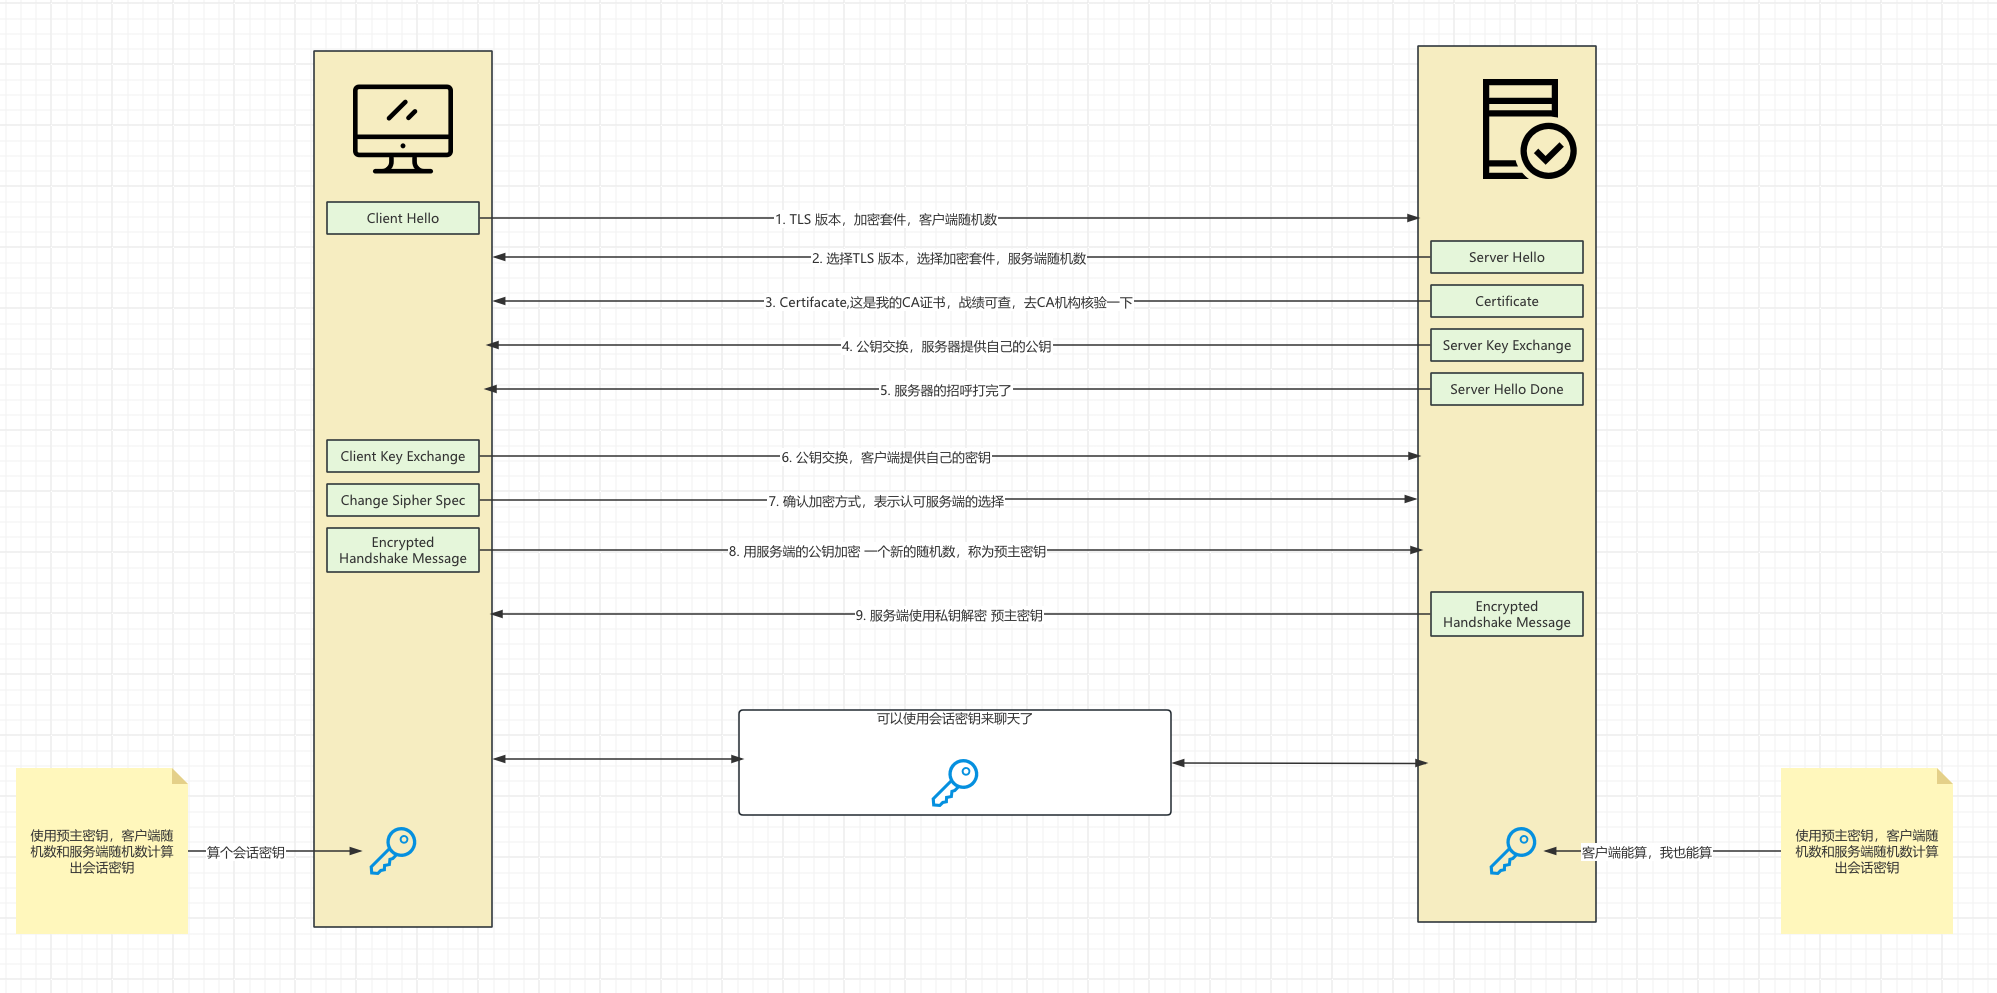 Client Hello
1. TLS 版本，加密套件，客户端随机数
2. 选择TLS 版本，选择加密套件，服务端随机数
Server Hello
3. Certifacate,这是我的CA证书，战绩可查，去CA机构核验一下
Certificate
4. 公钥交换，服务器提供自己的公钥
Server Key Exchange
5. 服务器的招呼打完了
Server Hello Done
Client Key Exchange
6. 公钥交换，客户端提供自己的密钥
Change Sipher Spec
7. 确认加密方式，表示认可服务端的选择
Encrypted
Handshake Message
8. 用服务端的公钥加密 一个新的随机数，称为预主密钥
9. 服务端使用私钥解密 预主密钥
Encrypted
Handshake Message
可以使用会话密钥来聊天了
使用预主密钥，客户端随
机数和服务端随机数计算
出会话密钥
算个会话密钥
客户端能算，我也能算
使用预主密钥，客户端随
机数和服务端随机数计算
出会话密钥